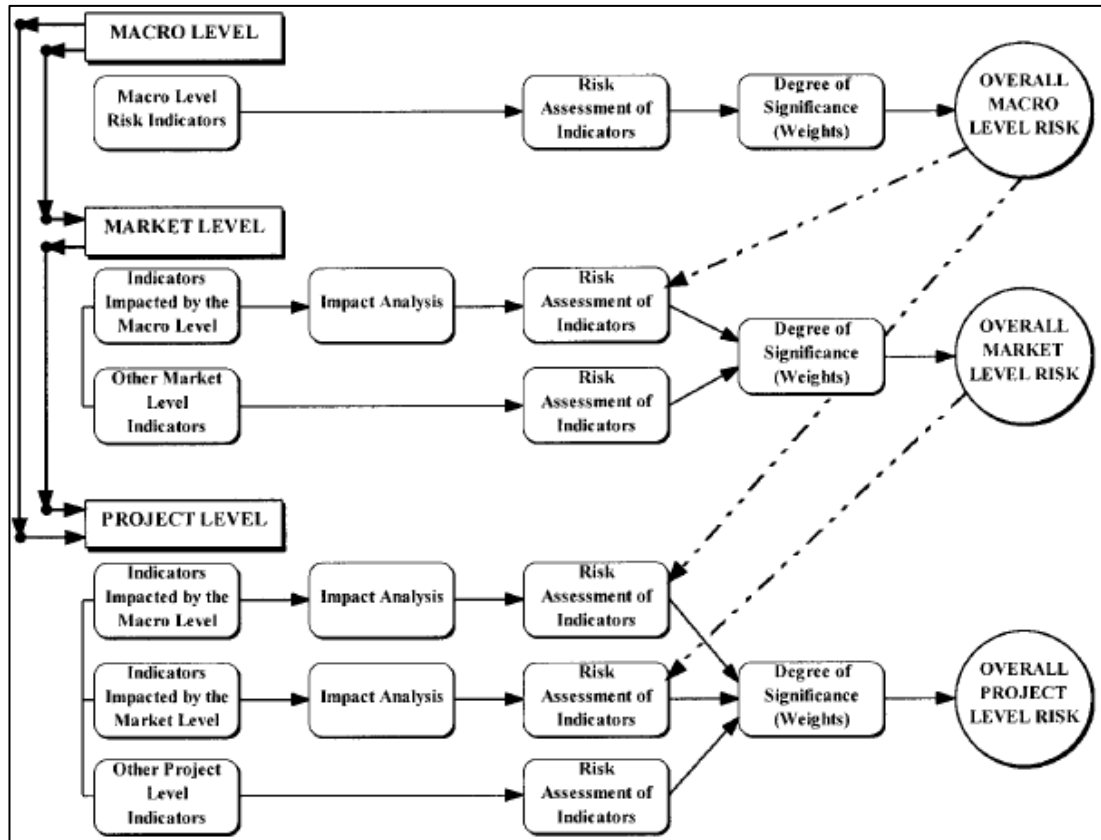 MACRO LEVEL
Macro Level
Risk Indicators
Risk
Assessment of
Indicators
Degree of
Significance
(Weights)
OVERALL
MACRO
LEVEL RISK
MARKET LEVEL
Indicators
Impacted by the
Macro Level
Impact Analysis
Risk
Assessment of
Indicators
Other Market
Level
Indicators
Risk
Assessment of
Indicators
Degree of
Significance
(Weights)
OVERALL
MARKET
LEVEL RISK
PROJECT LEVEL
Indicators
Impacted by the
Macro Level
Impact Analysis
Risk
Assessment of
Indicators
Indicators
Impacted by the
Market Level
Impact Analysis
Risk
Assessment of
Indicators
Other Project
Level
Indicators
Risk
Assessment of
Indicators
Degree of
Significance
(Weights)
OVERALL
PROJECT
LEVEL RISK